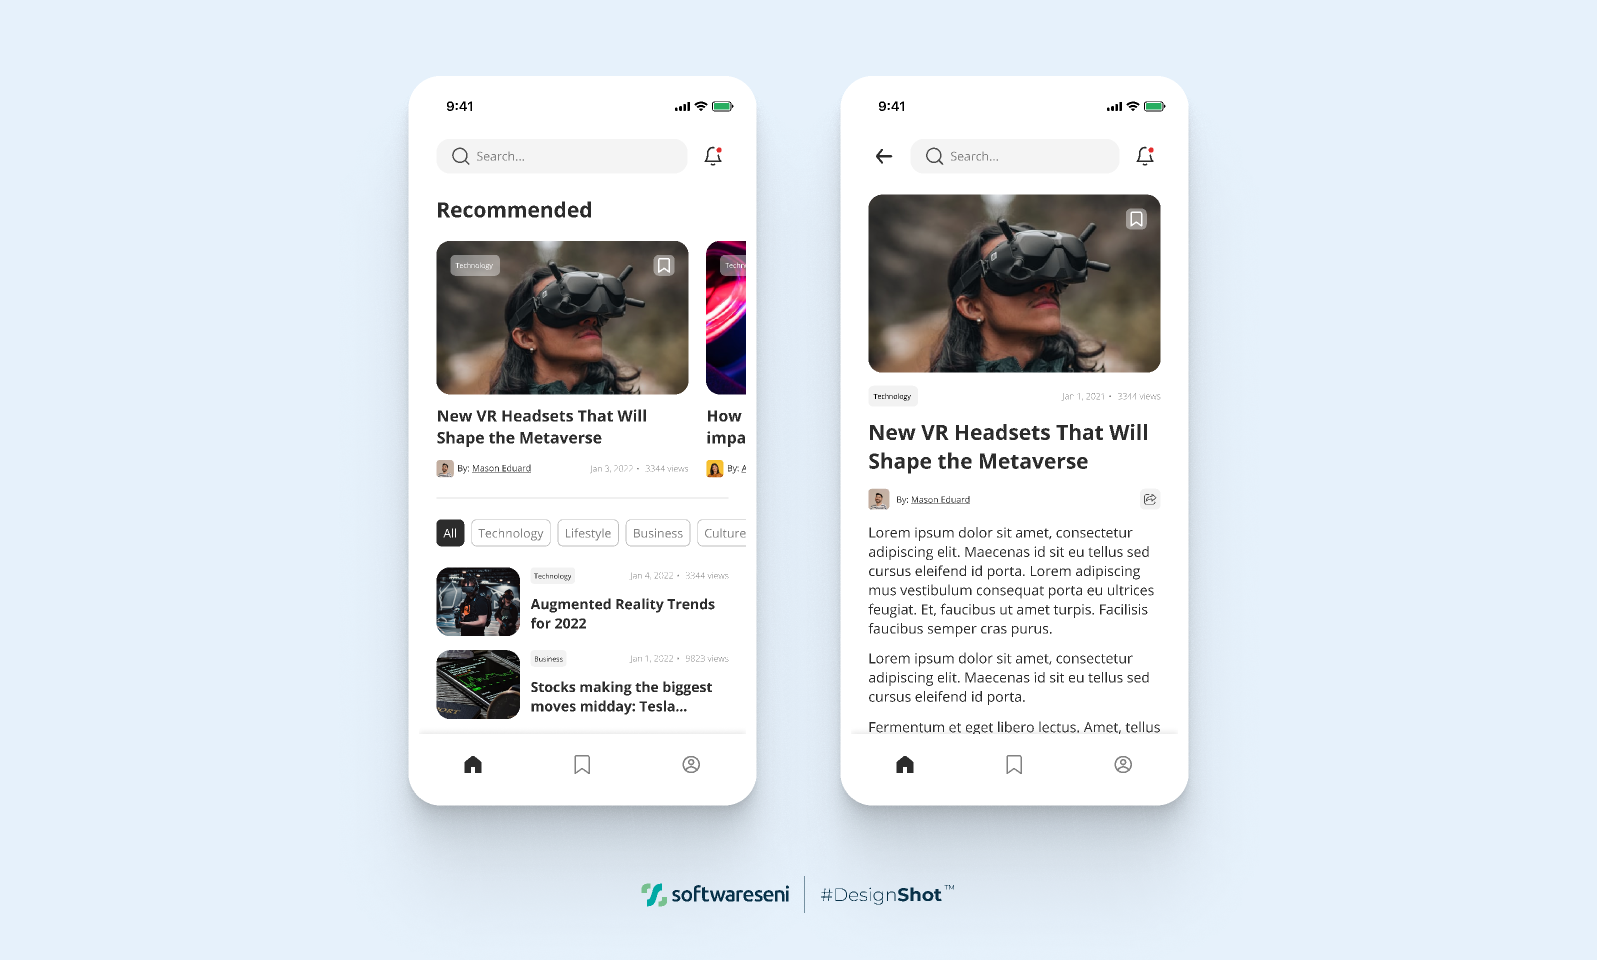 9:41
Search...
Recommended
Technology
Techn
New VR Headsets That Will
Shape the Metaverse
By: Mason Eduard
Jan 3, 2022 • 3344 views
How
impa
By: A
All
Technology
Lifestyle
Business
Culture
Technology
Jan 4, 2022 • 3344 views
Augmented Reality Trends
for 2022
Business
Jan 1, 2022 • 9823 views
Stocks making the biggest
moves midday: Tesla...
9:41
Search...
Technology
Jan 1, 2021 • 3344 views
New VR Headsets That Will
Shape the Metaverse
By: Mason Eduard
Lorem ipsum dolor sit amet, consectetur
adipiscing elit. Maecenas id sit eu tellus sed
cursus eleifend id porta. Lorem adipiscing
mus vestibulum consequat porta eu ultrices
feugiat. Et, faucibus ut amet turpis. Facilisis
faucibus semper cras purus.
Lorem ipsum dolor sit amet, consectetur
adipiscing elit. Maecenas id sit eu tellus sed
cursus eleifend id porta.
Fermentum et eget libero lectus. Amet, tellus
softwareseni
#DesignShot™